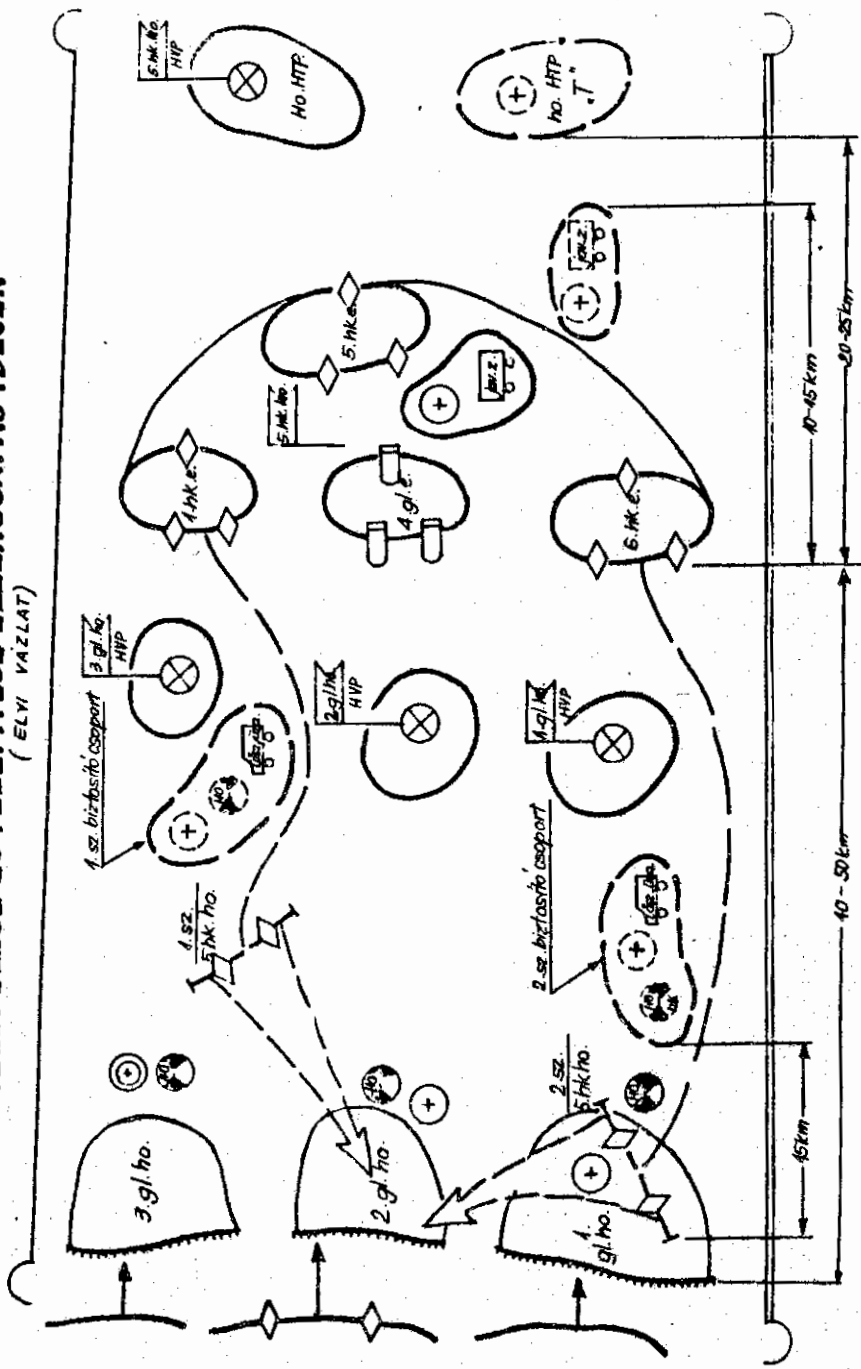 ( ELVI VÁZLAT)
5.hk.ho.
HVP
Ho. HTP.
ho. HTP
„T”
5.hk.e.
1.hk.e.
5.hk.ho.
4.gl.e.
6.hk.e.
3.gl.ho.
HVP
1.sz. biztosító csoport
2.gl.ho.
HVP
1.gl.ho.
HVP
2.sz. biztosító csoport
1.sz.
5.hk.ho.
2.sz.
5.hk.ho.
3.gl.ho.
2.gl.ho.
1.
gl.ho.
15km
10-15km
20-25km
40-50km